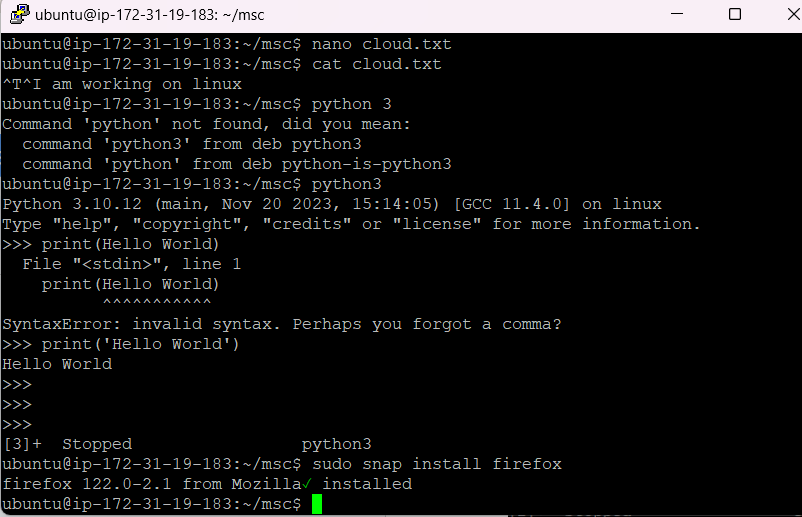 ubuntu@ip-172-31-19-183: ~/msc
ubuntu@ip-172-31-19-183:~/msc$ nano cloud.txt
ubuntu@ip-172-31-19-183:~/msc$ cat cloud.txt
^T^I am working on linux
ubuntu@ip-172-31-19-183:~/msc$ python 3
Command 'python' not found, did you mean:
  command 'python3' from deb python3
  command 'python' from deb python-is-python3
ubuntu@ip-172-31-19-183:~/msc$ python3
Python 3.10.12 (main, Nov 20 2023, 15:14:05) [GCC 11.4.0] on linux
Type "help", "copyright", "credits" or "license" for more information.
>>> print(Hello World)
  File "<stdin>", line 1
    print(Hello World)
          ^^^^^^^^^^^
SyntaxError: invalid syntax. Perhaps you forgot a comma?
>>> print('Hello World')
Hello World
>>>
>>>
>>>
[3]+  Stopped                 python3
ubuntu@ip-172-31-19-183:~/msc$ sudo snap install firefox
firefox 122.0-2.1 from Mozilla✓ installed
ubuntu@ip-172-31-19-183:~/msc$